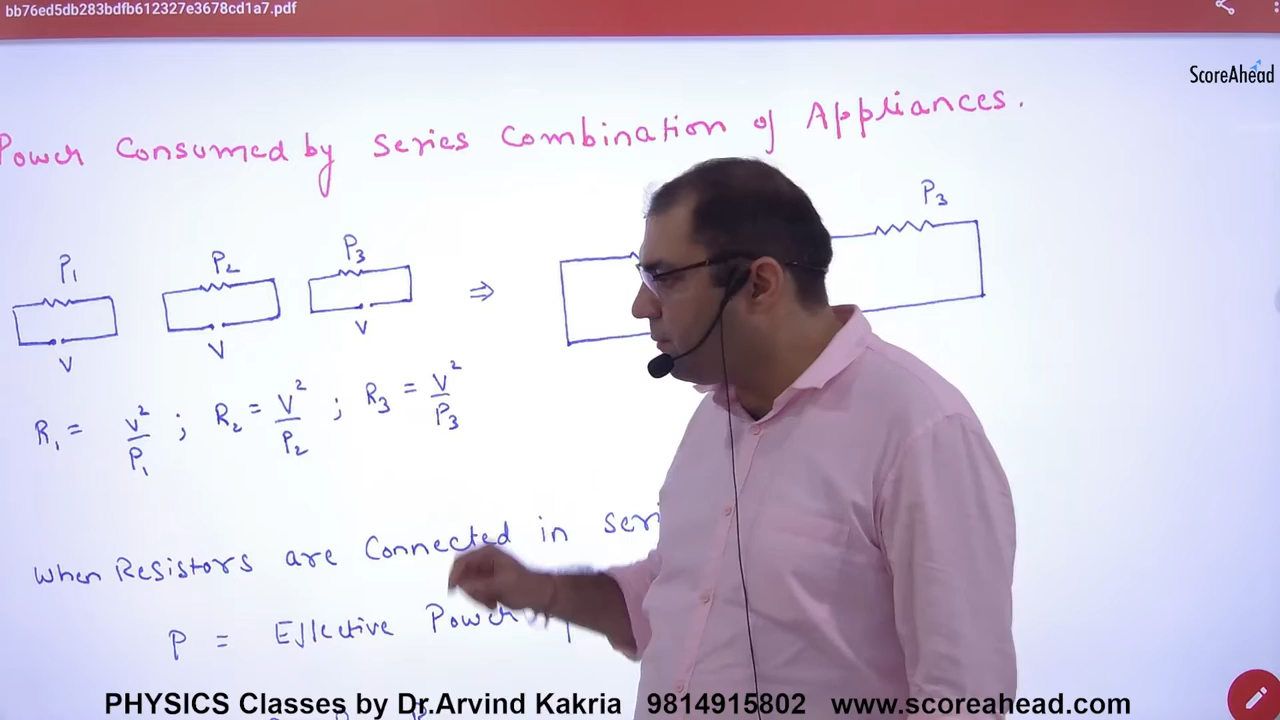 bb76ed5db283bdfb612327e3678cd1a7.pdf
ScoreAhead
Power Consumed by Series Combination of Appliances.
P₁ P₂ P₃ ⇒ P₃
V V V
R₁ = V²/P₁ ; R₂ = V²/P₂ ; R₃ = V²/P₃
When Resistors are Connected in seri
P = Effective Power
PHYSICS Classes by Dr.Arvind Kakria 9814915802 www.scoreahead.com